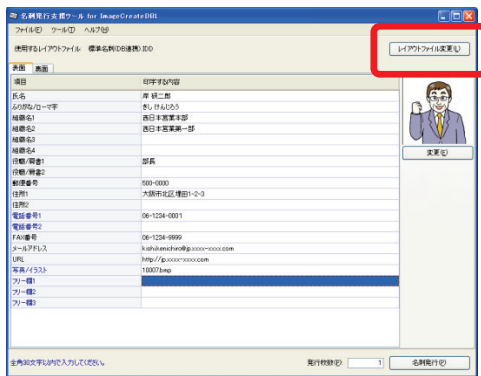 名刺発行支援ツール for ImageCreateDB1
ファイル(F) ツール(T) ヘルプ(H)
使用するレイアウトファイル 標準名刺(DB連携).IDD
レイアウトファイル変更(L)
表面 裏面
項目 印字する内容
氏名 岸 研二郎
ふりがな/ローマ字 きし けんじろう
組織名1 西日本営業本部
組織名2 西日本営業第一部
組織名3
組織名4
役職/肩書1 部長
役職/肩書2
郵便番号 500-0000
住所1 大阪市北区埋田1-2-3
住所2
電話番号1 06-1234-0001
電話番号2
FAX番号 06-1234-9999
メールアドレス kishikenichiro@jp.xxxx-xxxx.com
URL http://jp.xxxx-xxxx.com
写真/イラスト 10007.bmp
フリー欄1
フリー欄2
フリー欄3
変更(E)
全角30文字以内で入力してください。
発行枚数(P) 1 名刺発行(P)